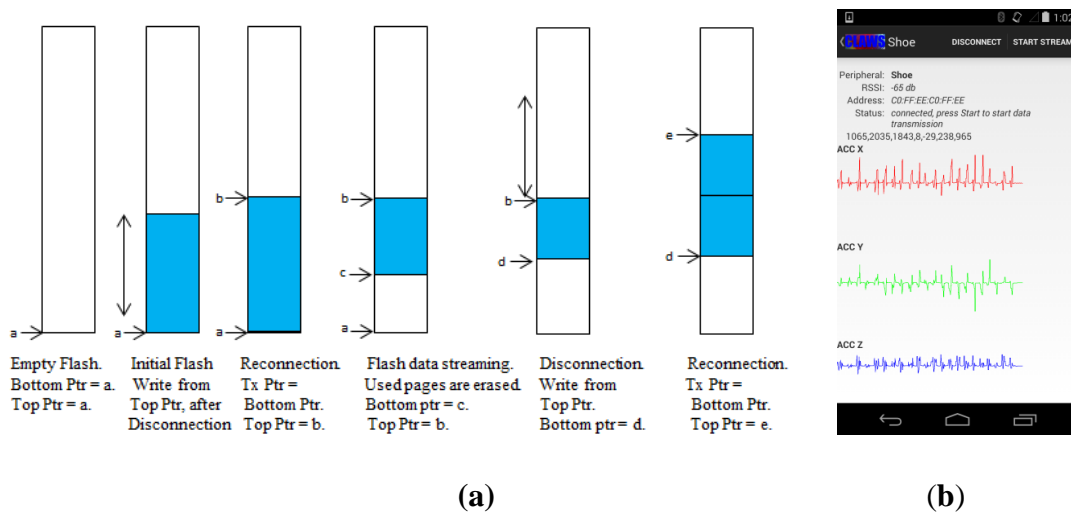 b
b
b
e
a
a
a
c
a
d
d
Empty Flash.
Bottom Ptr = a.
Top Ptr = a.
Initial Flash
Write from
Top Ptr, after
Disconnection
Reconnection.
Tx Ptr =
Bottom Ptr.
Top Ptr = b.
Flash data streaming.
Used pages are erased.
Bottom ptr = c.
Top Ptr = b.
Disconnection.
Write from
Top Ptr.
Bottom ptr = d.
Reconnection.
Tx Ptr =
Bottom Ptr.
Top Ptr = e.
(a)
1:02
CLAWS Shoe DISCONNECT START STREAM
Peripheral: Shoe
RSSI: -65 db
Address: C0:FF:EE:C0:FF:EE
Status: connected, press Start to start data
transmission
1065,2035,1843,8,-29,238,965
ACC X
ACC Y
ACC Z
(b)